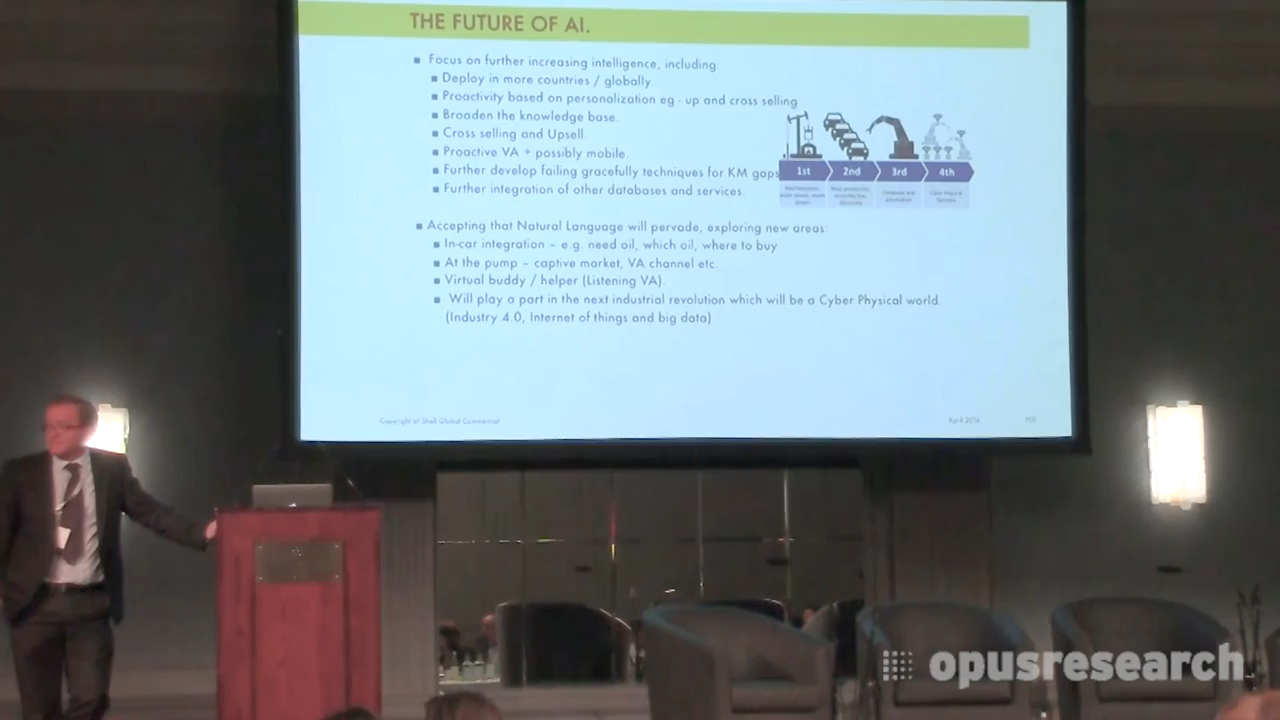 THE FUTURE OF AI.
▪ Focus on further increasing intelligence, including:
▪ Deploy in more countries / globally.
▪ Proactivity based on personalization eg - up and cross selling
▪ Broaden the knowledge base.
▪ Cross selling and Upsell.
▪ Proactive VA + possibly mobile.
▪ Further develop failing gracefully techniques for KM gaps
▪ Further integration of other databases and services.
1st 2nd 3rd 4th
▪ Accepting that Natural Language will pervade, exploring new areas:
▪ In-car integration – e.g. need oil, which oil, where to buy
▪ At the pump – captive market, VA channel etc.
▪ Virtual buddy / helper (Listening VA).
▪ Will play a part in the next industrial revolution which will be a Cyber Physical world.
(Industry 4.0, Internet of things and big data)
Copyright of Shell Global Commercial April
opusresearch